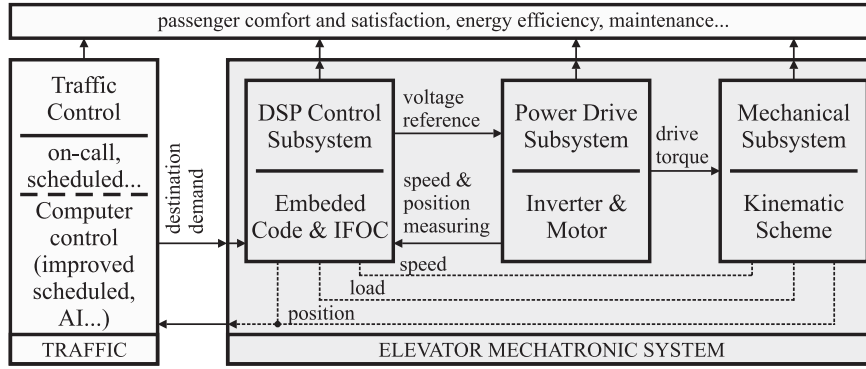 passenger comfort and satisfaction, energy efficiency, maintenance...
Traffic
Control
on-call,
scheduled...
Computer
control
(improved
scheduled,
AI...)
TRAFFIC
destination
demand
DSP Control
Subsystem
Embeded
Code & IFOC
voltage
reference
speed &
position
measuring
Power Drive
Subsystem
Inverter &
Motor
drive
torque
Mechanical
Subsystem
Kinematic
Scheme
speed
load
position
ELEVATOR MECHATRONIC SYSTEM